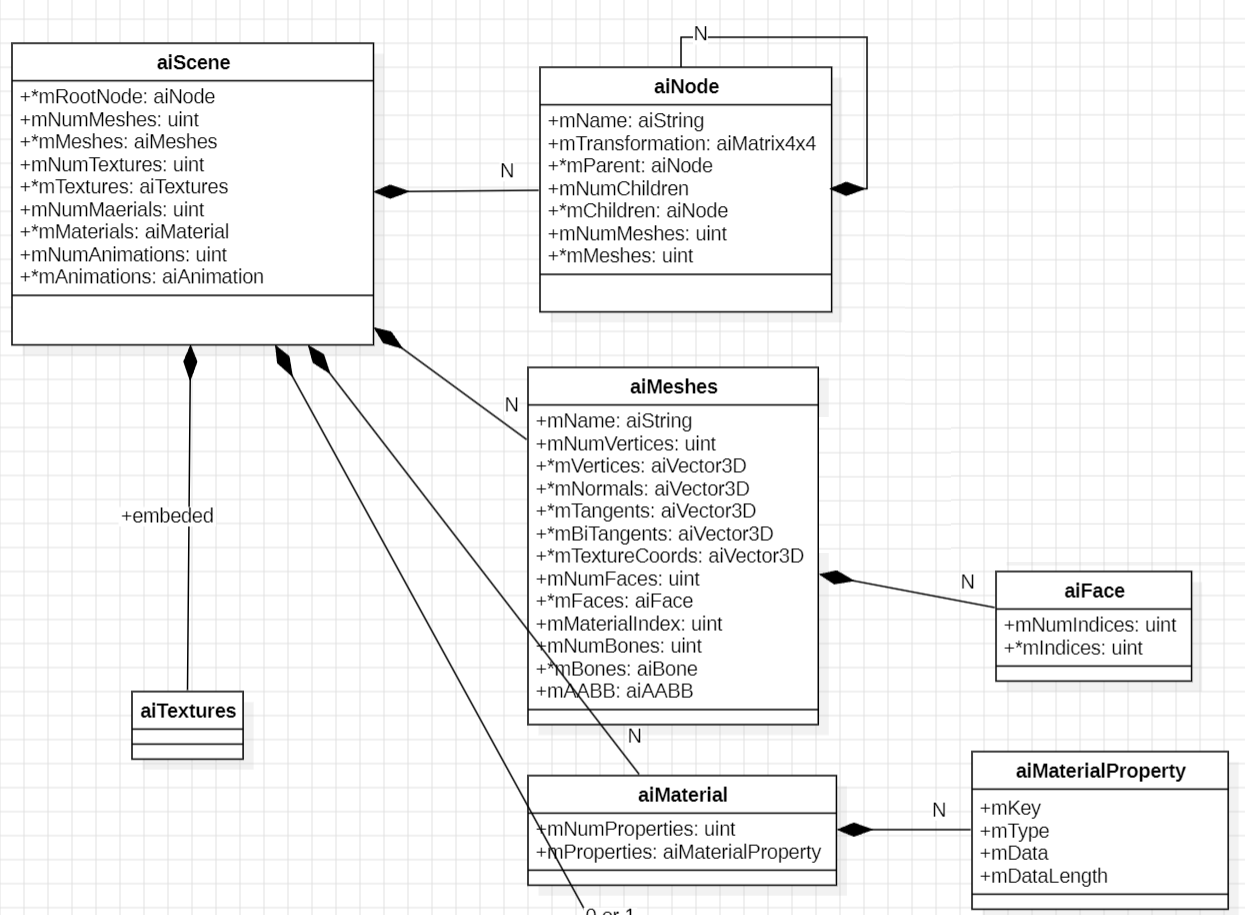 aiScene
+*mRootNode: aiNode
+mNumMeshes: uint
+*mMeshes: aiMeshes
+mNumTextures: uint
+*mTextures: aiTextures
+mNumMaerials: uint
+*mMaterials: aiMaterial
+mNumAnimations: uint
+*mAnimations: aiAnimation
N
N
aiNode
+mName: aiString
+mTransformation: aiMatrix4x4
+*mParent: aiNode
+mNumChildren
+*mChildren: aiNode
+mNumMeshes: uint
+*mMeshes: uint
N
aiMeshes
+mName: aiString
+mNumVertices: uint
+*mVertices: aiVector3D
+*mNormals: aiVector3D
+*mTangents: aiVector3D
+*mBiTangents: aiVector3D
+*mTextureCoords: aiVector3D
+mNumFaces: uint
+*mFaces: aiFace
+mMaterialIndex: uint
+mNumBones: uint
+*mBones: aiBone
+mAABB: aiAABB
N
aiFace
+mNumIndices: uint
+*mIndices: uint
+embeded
aiTextures
N
aiMaterial
+mNumProperties: uint
+mProperties: aiMaterialProperty
N
aiMaterialProperty
+mKey
+mType
+mData
+mDataLength
0 or 1